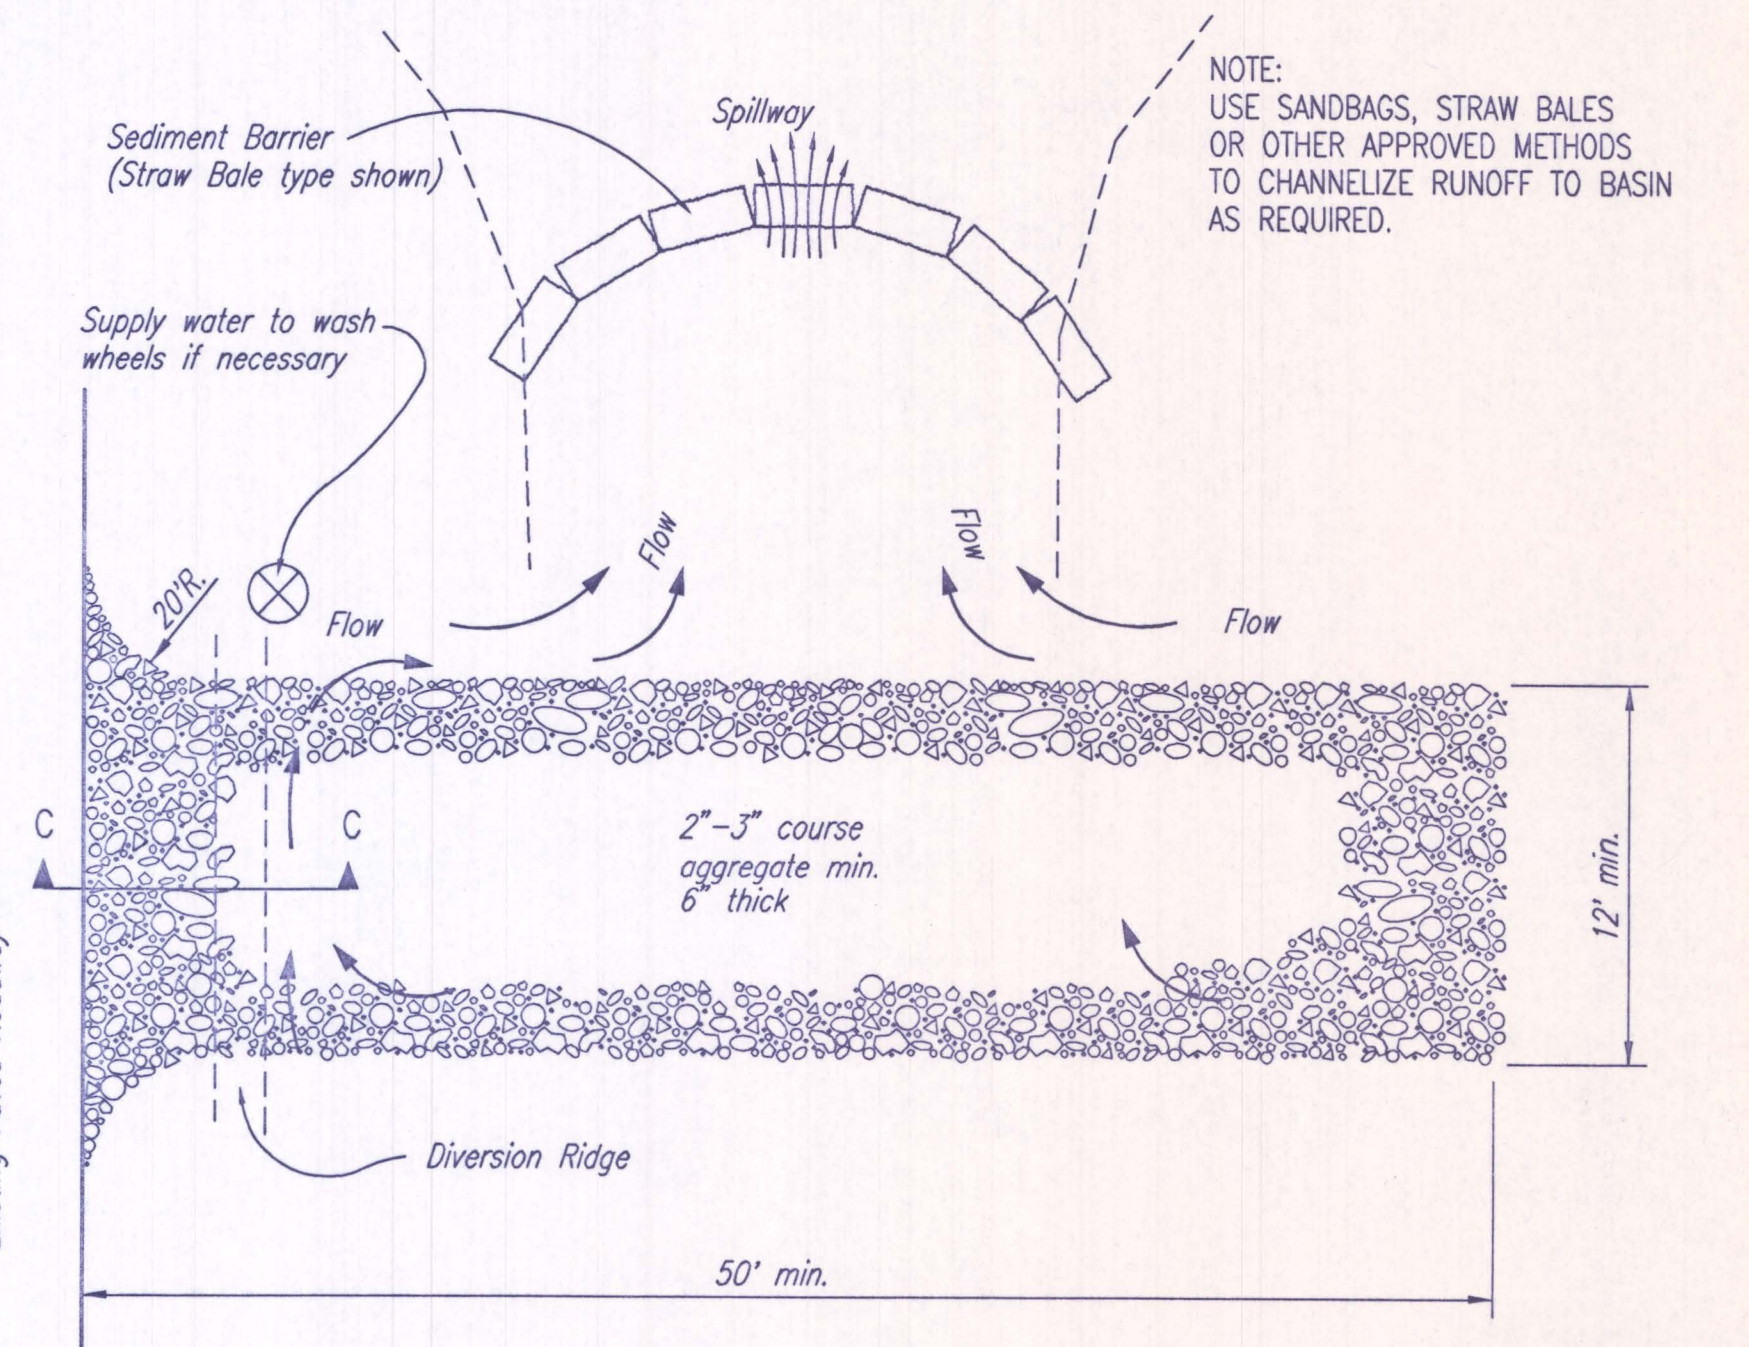 Spillway
NOTE:
USE SANDBAGS, STRAW BALES
OR OTHER APPROVED METHODS
TO CHANNELIZE RUNOFF TO BASIN
AS REQUIRED.
Sediment Barrier
(Straw Bale type shown)
Supply water to wash
wheels if necessary
20'R.
Flow
Flow
Flow
Flow
C
C
2"-3" course
aggregate min.
6" thick
12' min.
Diversion Ridge
50' min.